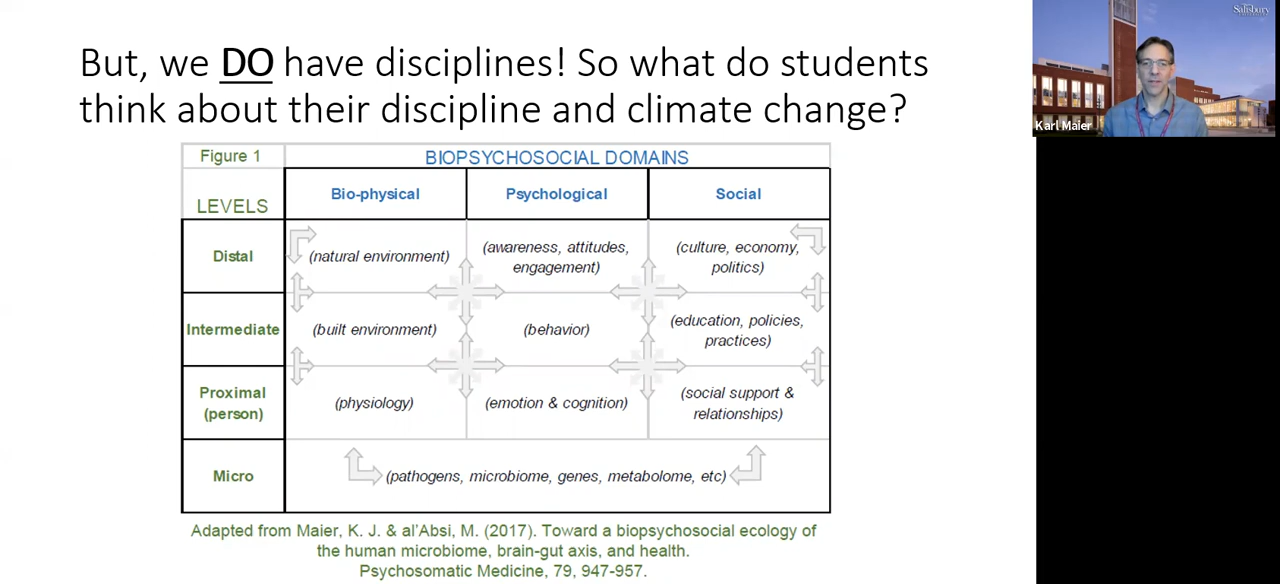 But, we DO have disciplines! So what do students
think about their discipline and climate change?
Figure 1
BIOPSYCHOSOCIAL DOMAINS
LEVELS
Bio-physical
Psychological
Social
Distal
(natural environment)
(awareness, attitudes,
engagement)
(culture, economy,
politics)
Intermediate
(built environment)
(behavior)
(education, policies,
practices)
Proximal
(person)
(physiology)
(emotion & cognition)
(social support &
relationships)
Micro
(pathogens, microbiome, genes, metabolome, etc)
Adapted from Maier, K. J. & al'Absi, M. (2017). Toward a biopsychosocial ecology of
the human microbiome, brain-gut axis, and health.
Psychosomatic Medicine, 79, 947-957.
Salisbury
Karl Maier